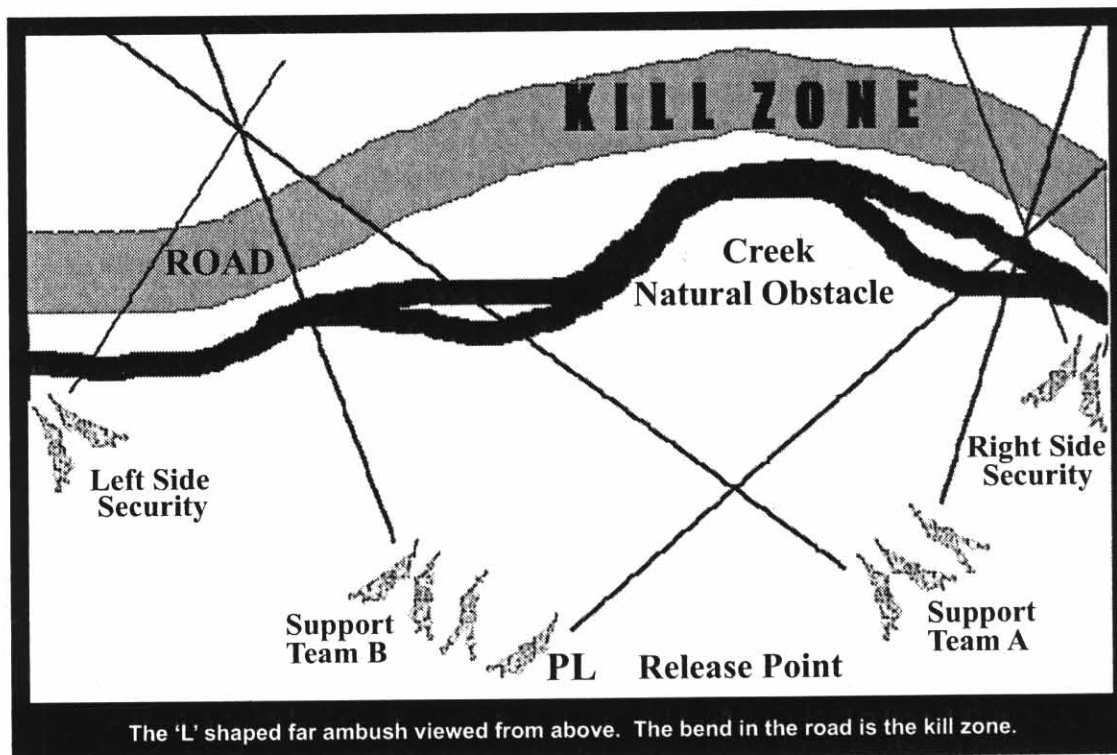 KILL ZONE
ROAD
Creek
Natural Obstacle
Left Side
Security
Right Side
Security
Support
Team B
Support
Team A
PL Release Point
The 'L' shaped far ambush viewed from above. The bend in the road is the kill zone.